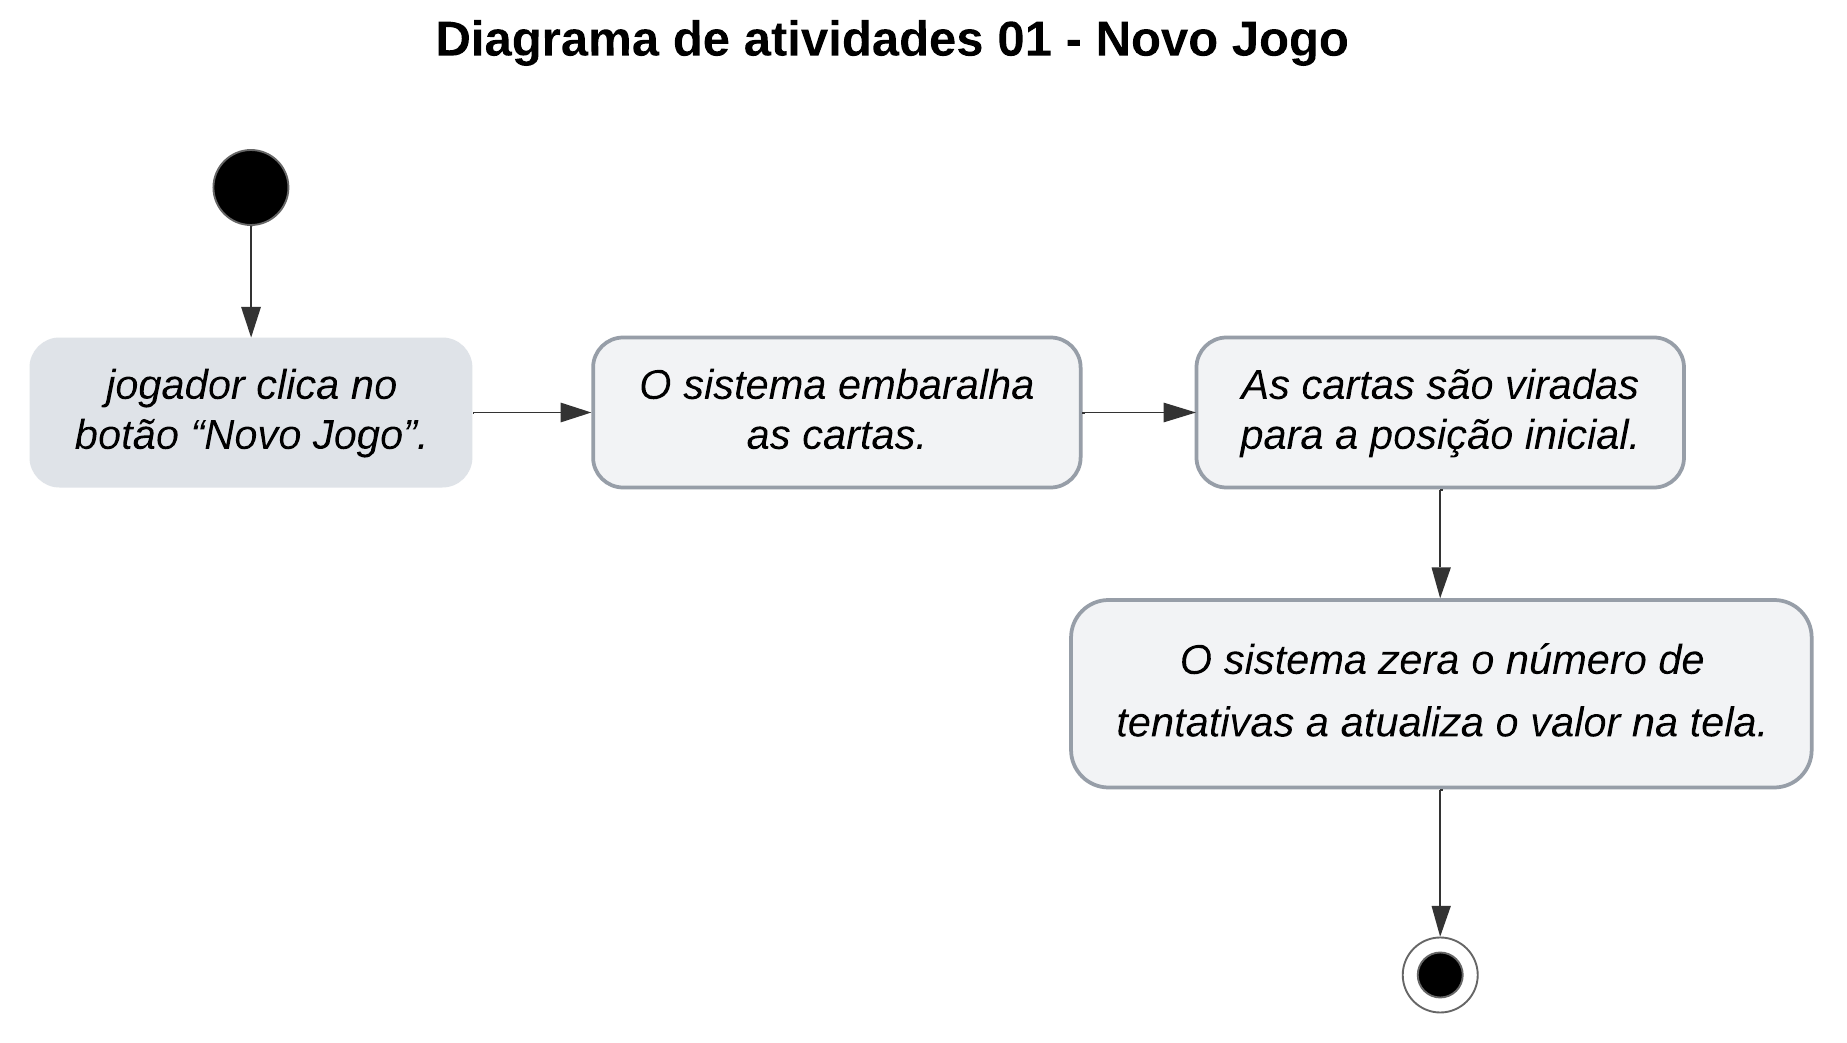 Diagrama de atividades 01 - Novo Jogo
jogador clica no
botão “Novo Jogo”.
O sistema embaralha
as cartas.
As cartas são viradas
para a posição inicial.
O sistema zera o número de
tentativas a atualiza o valor na tela.